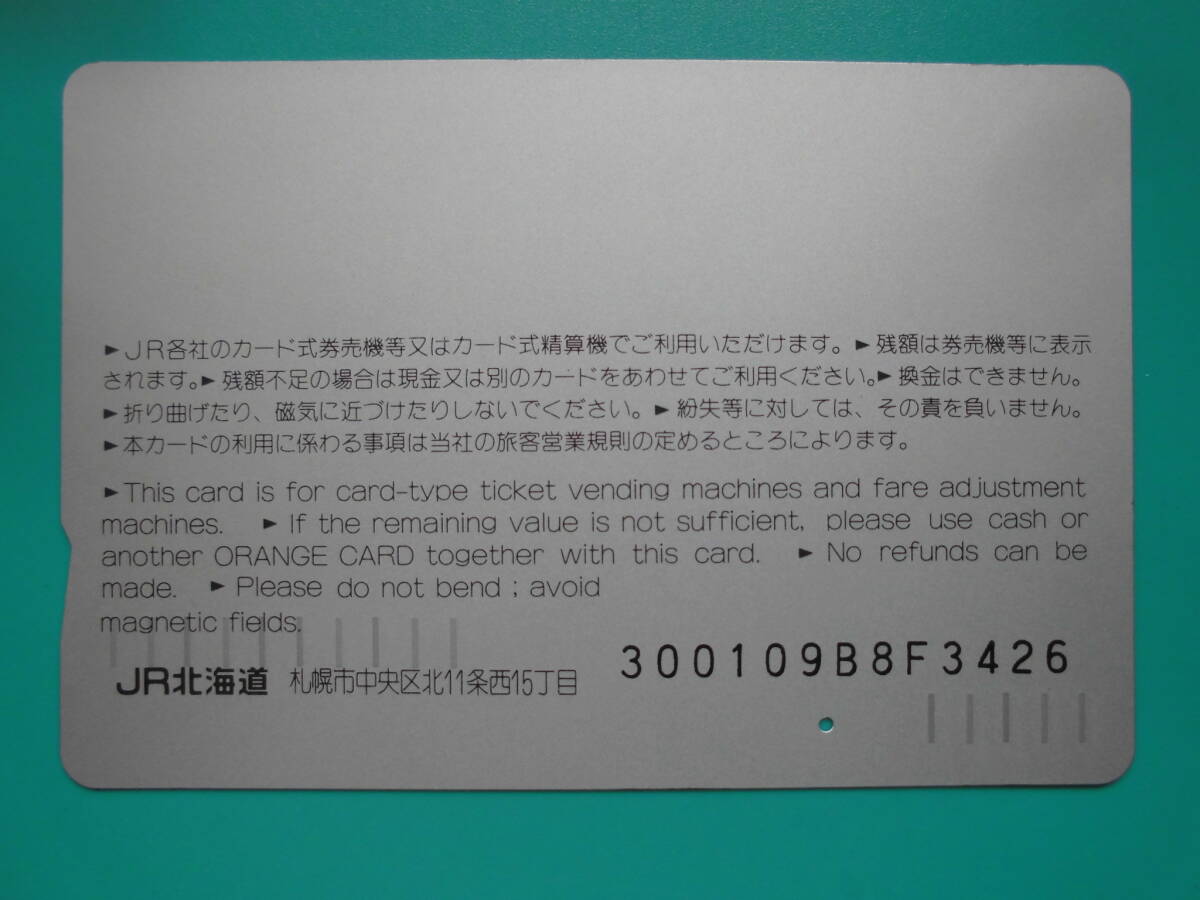 ►JR各社のカード式券売機等又はカード式精算機でご利用いただけます。►残額は券売機等に表示
されます。►残額不足の場合は現金又は別のカードをあわせてご利用ください。►換金はできません。
►折り曲げたり、磁気に近づけたりしないでください。►紛失等に対しては、その責を負いません。
►本カードの利用に係わる事項は当社の旅客営業規則の定めるところによります。
►This card is for card-type ticket vending machines and fare adjustment
machines. ►If the remaining value is not sufficient, please use cash or
another ORANGE CARD together with this card. ►No refunds can be
made. ►Please do not bend ; avoid
magnetic fields.
JR北海道 札幌市中央区北11条西15丁目
300109B8F3426